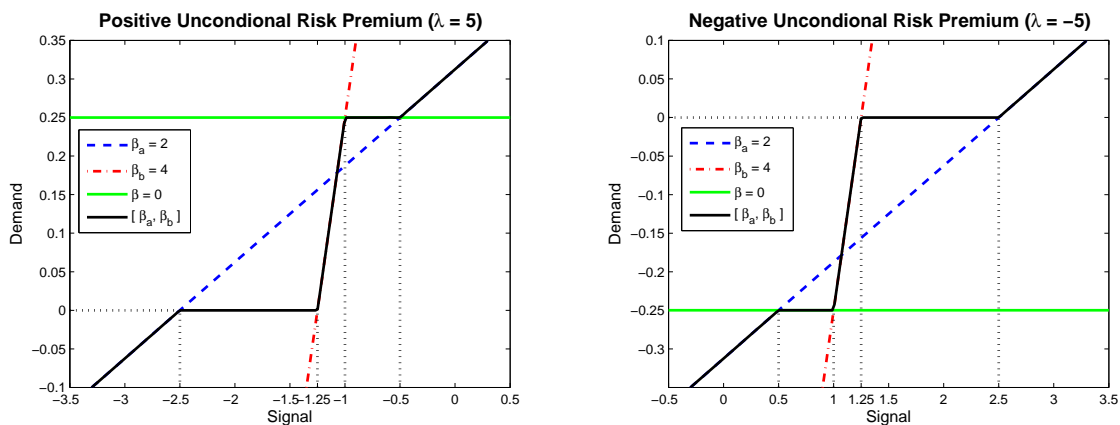 Positive Uncondional Risk Premium (λ = 5)
0.35
0.3
0.25
0.2
0.15
0.1
0.05
0
−0.05
−0.1
Demand
β_a = 2
β_b = 4
β = 0
[ β_a, β_b ]
−3.5 −3 −2.5 −2 −1.5 −1.25 −1 −0.5 0 0.5
Signal
Negative Uncondional Risk Premium (λ = −5)
0.1
0.05
0
−0.05
−0.1
−0.15
−0.2
−0.25
−0.3
Demand
β_a = 2
β_b = 4
β = 0
[ β_a, β_b ]
−0.5 0 0.5 1 1.25 1.5 2 2.5 3 3.5
Signal